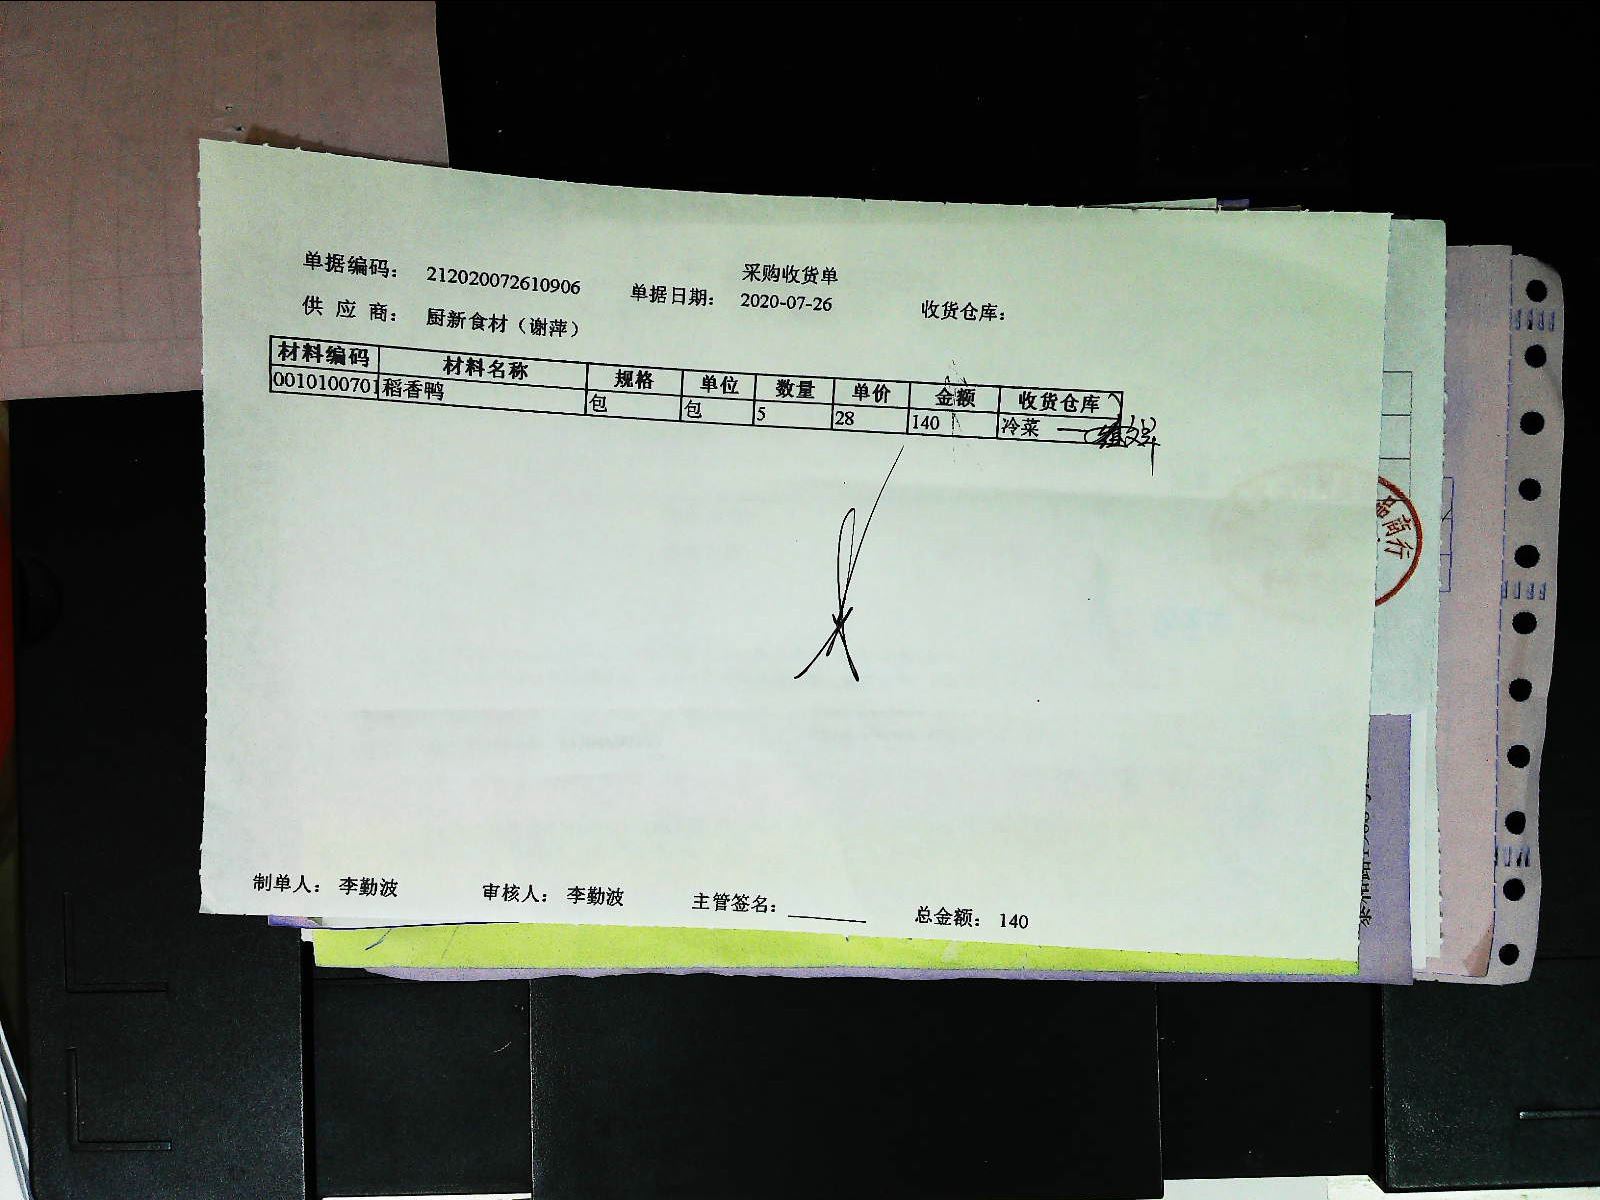 采购收货单
单据编码： 212020072610906 单据日期： 2020-07-26 收货仓库：
供 应 商： 厨新食材（谢萍）
材料编码 材料名称 规格 单位 数量 单价 金额 收货仓库
0010100701 稻香鸭 包 包 5 28 140 冷菜
制单人： 李勤波 审核人： 李勤波 主管签名： 总金额： 140
品商行